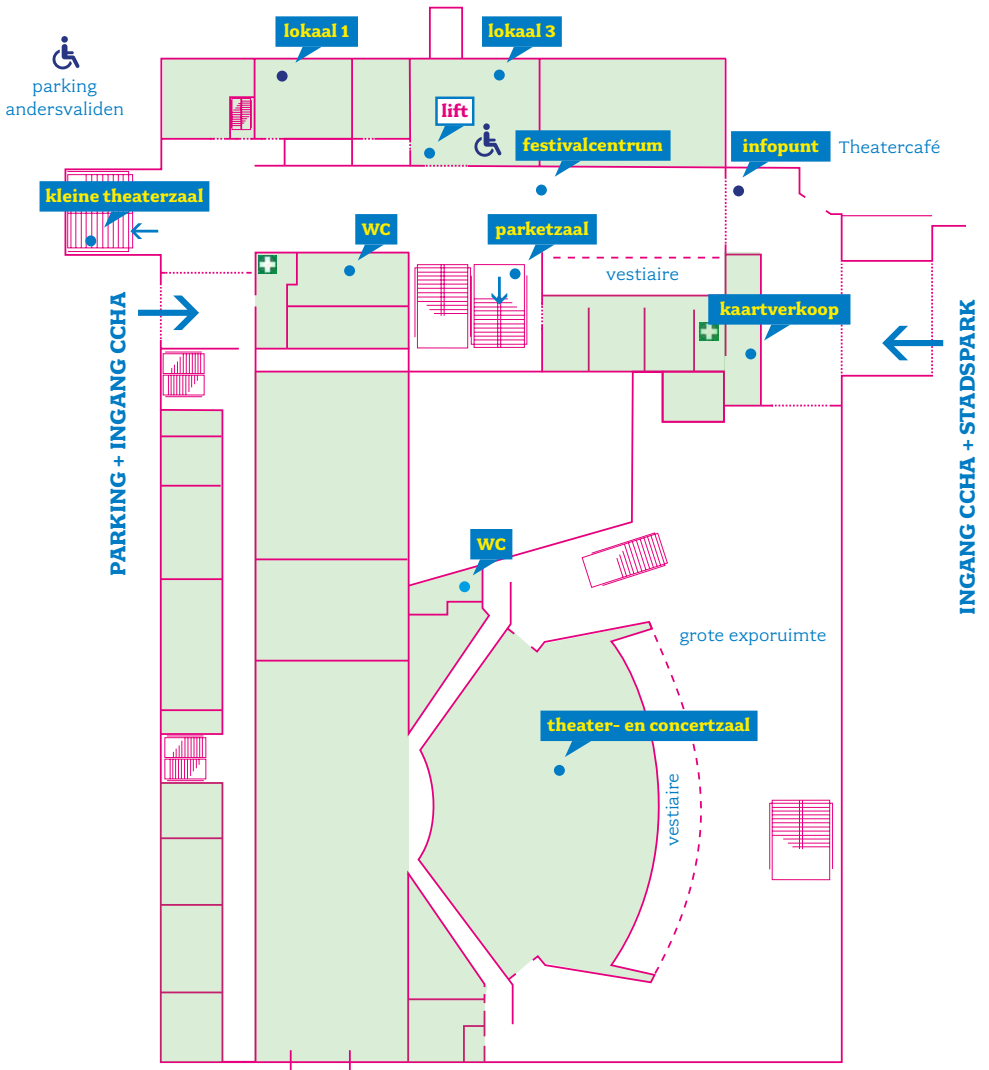 lokaal 1
lokaal 3
parking
andersvaliden
lift
festivalcentrum
infopunt
Theatercafé
kleine theaterzaal
WC
parketzaal
vestiaire
kaartverkoop
PARKING + INGANG CCHA
INGANG CCHA + STADSPARK
WC
grote exporuimte
theater- en concertzaal
vestiaire